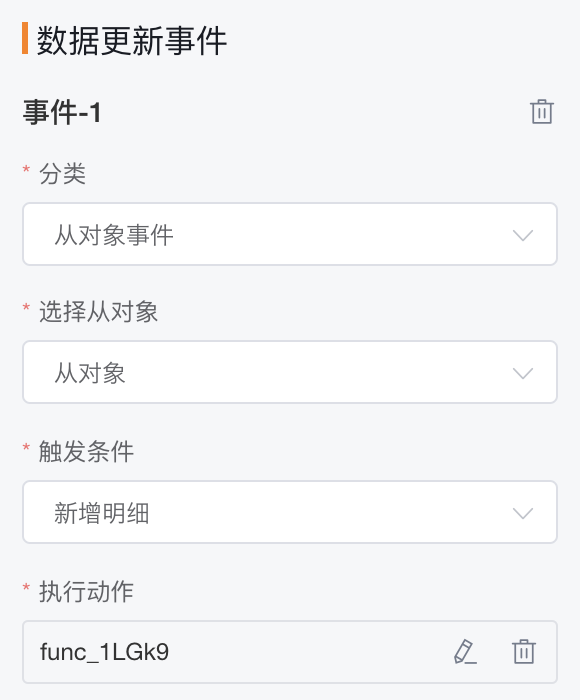 数据更新事件
事件-1
* 分类
从对象事件
* 选择从对象
从对象
* 触发条件
新增明细
* 执行动作
func_1LGk9